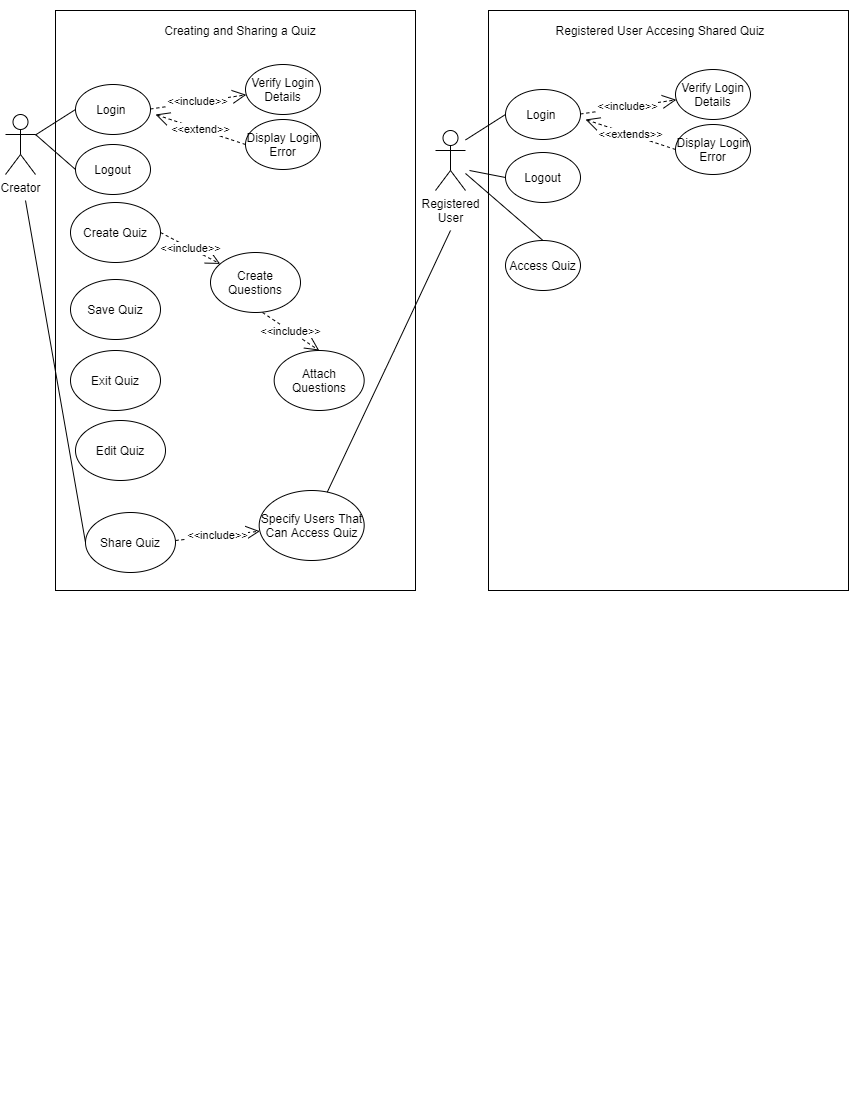 Creating and Sharing a Quiz
Login
<<include>>
Verify Login
Details
<<extend>>
Display Login
Error
Logout
Creator
Create Quiz
<<include>>
Create
Questions
<<include>>
Save Quiz
Exit Quiz
Attach
Questions
Edit Quiz
Share Quiz
<<include>>
Specify Users That
Can Access Quiz
Registered
User
Registered User Accesing Shared Quiz
Login
<<include>>
Verify Login
Details
<<extends>>
Display Login
Error
Logout
Access Quiz